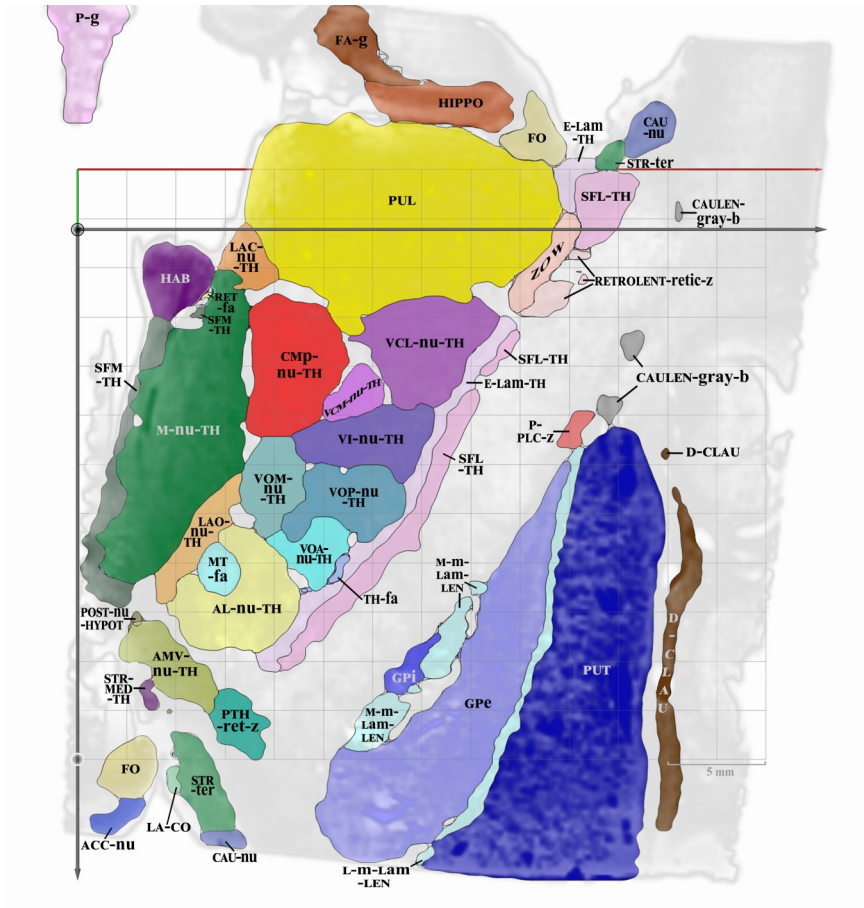 P-g
FA-g
HIPPO
FO
E-Lam
-TH
CAU
-nu
STR-ter
PUL
SFL-TH
CAULEN-
gray-b
LAC-
nu
-TH
ZOW
HAB
RET
-fa
SFM
-TH
RETROLENT-retic-z
SFM
-TH
CMp-
nu-TH
VCL-nu-TH
SFL-TH
E-Lam-TH
CAULEN-gray-b
VCM-nu-TH
M-nu-TH
VI-nu-TH
P-
PLC-z
D-CLAU
SFL
-TH
VOM-
nu
-TH
VOP-nu
-TH
LAO-
nu-
TH
VOA-
nu-TH
MT
-fa
M-m-
Lam-
LEN
TH-fa
AL-nu-TH
POST-nu
-HYPOT
D-CLAU
AMV-
nu-TH
STR-
MED
-TH
GPi
PUT
GPe
PTH
-ret-z
M-m-
Lam-
LEN
FO
STR
-ter
5 mm
LA-CO
ACC-nu
CAU-nu
L-m-Lam
-LEN